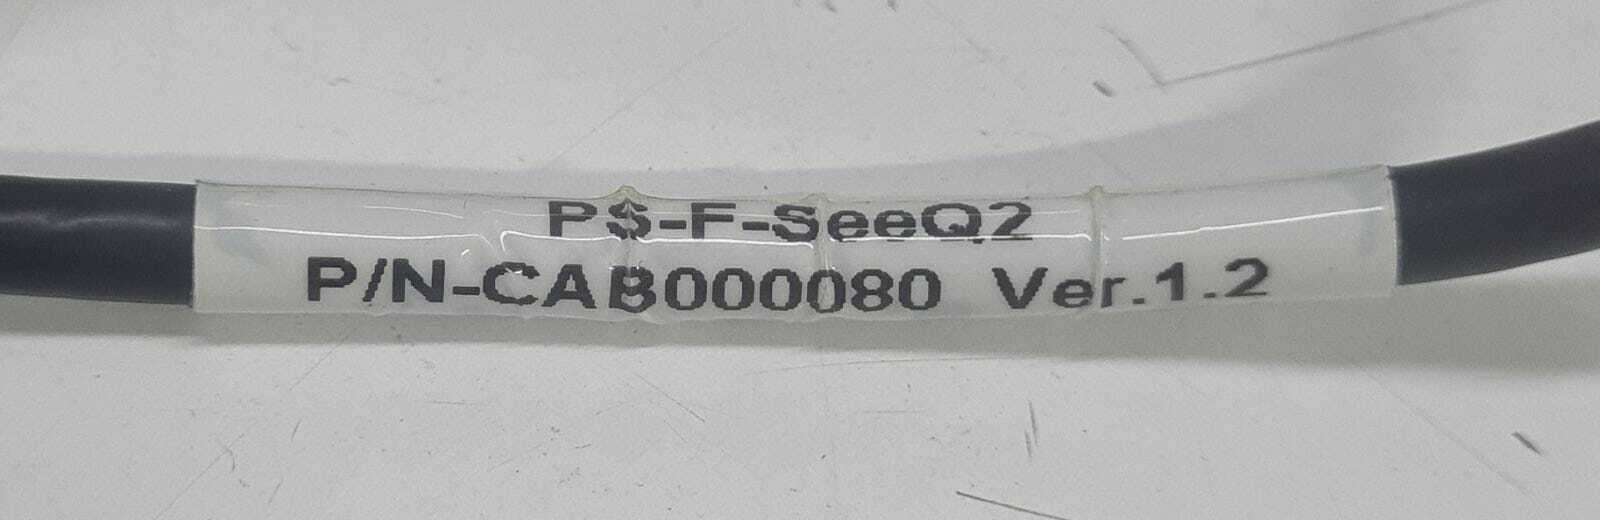 PS-F-SeeQ2
P/N-CAB000080 Ver.1.2